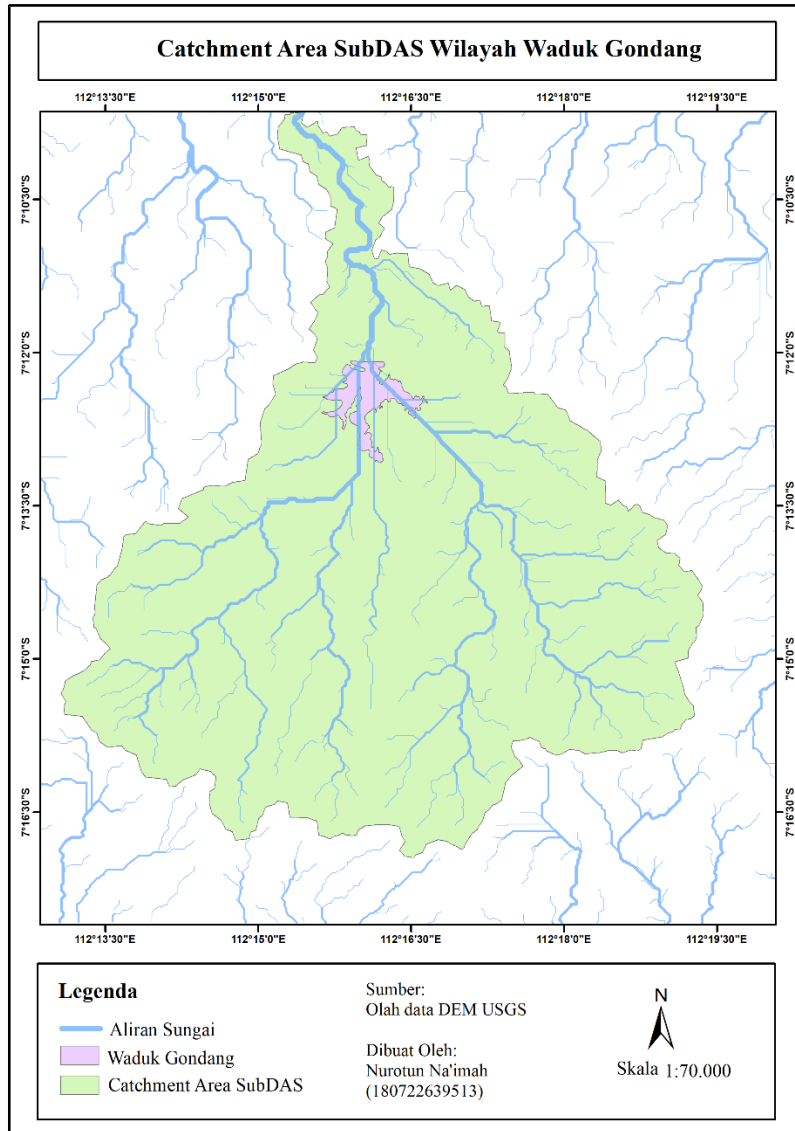 Catchment Area SubDAS Wilayah Waduk Gondang
112°13'30"E 112°15'0"E 112°16'30"E 112°18'0"E 112°19'30"E
7°10'30"S 7°10'30"S
7°12'0"S 7°12'0"S
7°13'30"S 7°13'30"S
7°15'0"S 7°15'0"S
7°16'30"S 7°16'30"S
112°13'30"E 112°15'0"E 112°16'30"E 112°18'0"E 112°19'30"E
Legenda
Aliran Sungai
Waduk Gondang
Catchment Area SubDAS
Sumber:
Olah data DEM USGS
Dibuat Oleh:
Nurotun Na'imah
(180722639513)
N
Skala 1:70.000